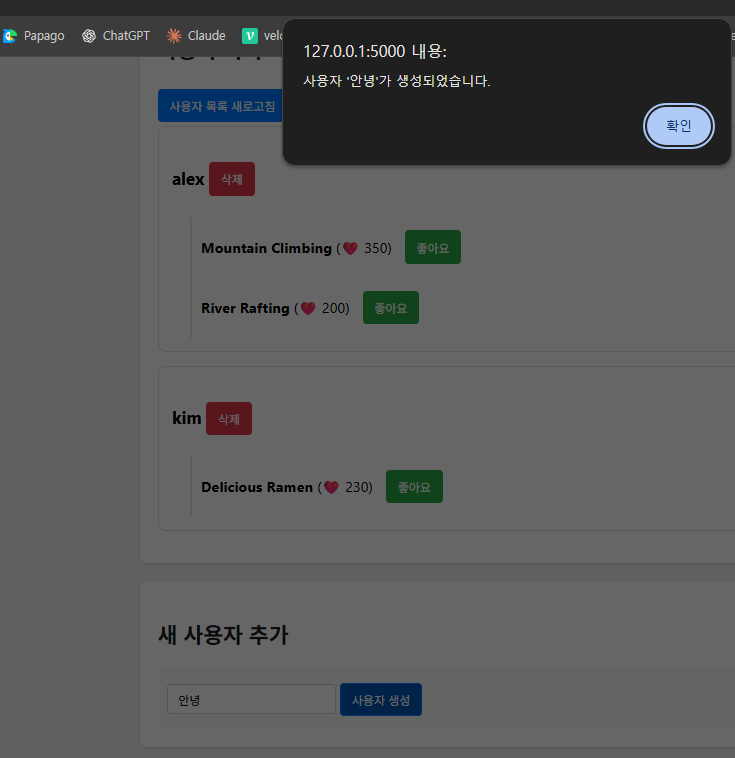 Papago ChatGPT Claude velo
127.0.0.1:5000 내용:
사용자 '안녕'가 생성되었습니다.
확인
사용자 목록 새로고침
alex 삭제
Mountain Climbing (💗 350) 좋아요
River Rafting (💗 200) 좋아요
kim 삭제
Delicious Ramen (💗 230) 좋아요
새 사용자 추가
안녕 사용자 생성